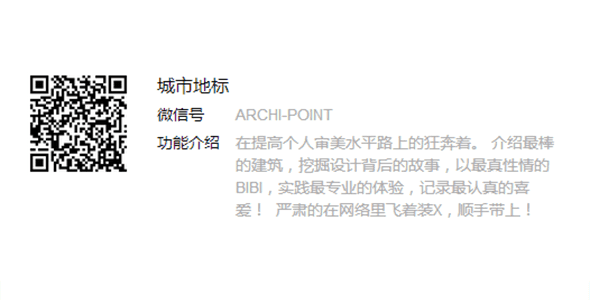 城市地标
微信号 ARCHI-POINT
功能介绍 在提高个人审美水平路上的狂奔着。 介绍最棒
的建筑，挖掘设计背后的故事，以最真性情的
BIBI，实践最专业的体验，记录最认真的喜
爱！ 严肃的在网络里飞着装X，顺手带上！